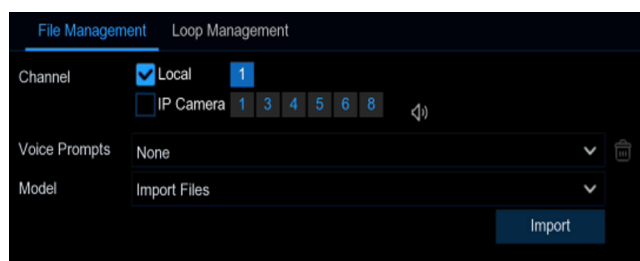 File Management Loop Management
Channel Local 1
IP Camera 1 3 4 5 6 8
Voice Prompts None
Model Import Files
Import